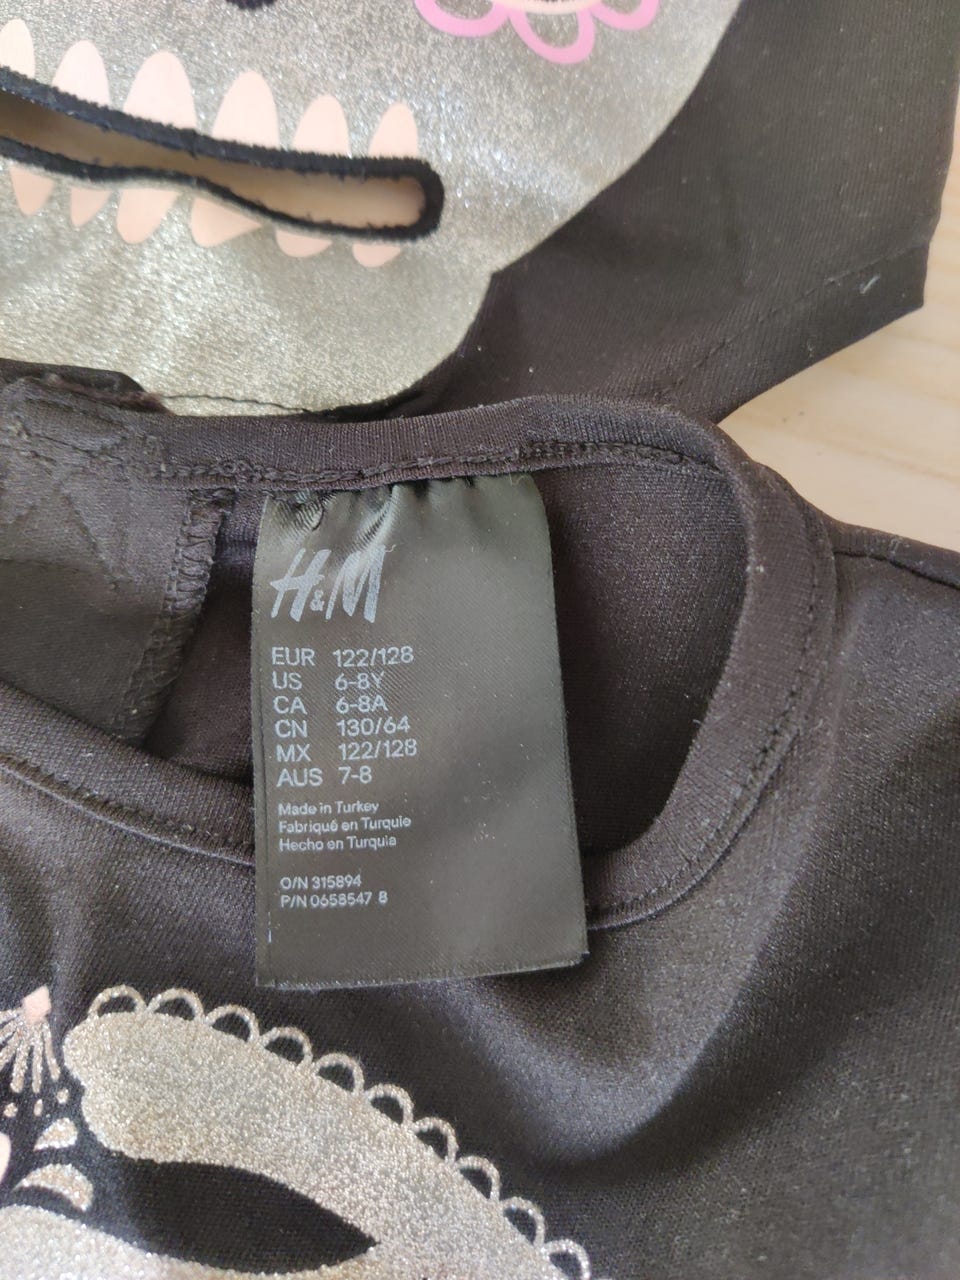 H&M
EUR 122/128
US 6-8Y
CA 6-8A
CN 130/64
MX 122/128
AUS 7-8
Made in Turkey
Fabriqué en Turquie
Hecho en Turquia
O/N 315894
P/N 0658547 8